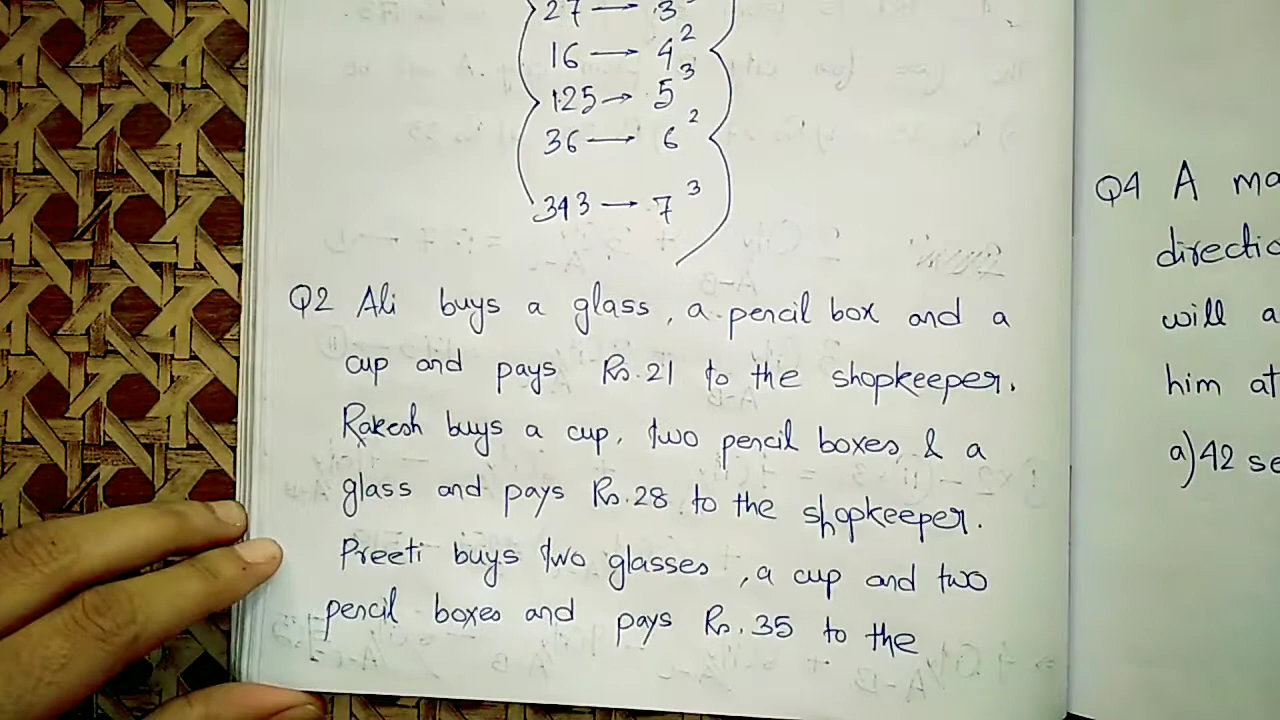 27 → 3
16 → 4²
125 → 5³
36 → 6²
343 → 7³
Q2 Ali buys a glass, a pencil box and a
cup and pays Rs.21 to the shopkeeper.
Rakesh buys a cup, two pencil boxes & a
glass and pays Rs.28 to the shopkeeper.
Preeti buys two glasses, a cup and two
pencil boxes and pays Rs.35 to the
Q4 A
directio
will a
him at
a) 42 se